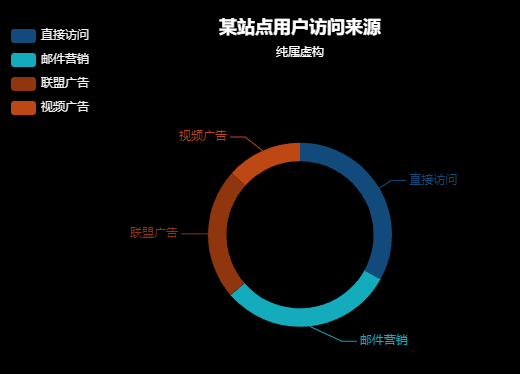 某站点用户访问来源
纯属虚构
直接访问
邮件营销
联盟广告
视频广告
视频广告
直接访问
联盟广告
邮件营销